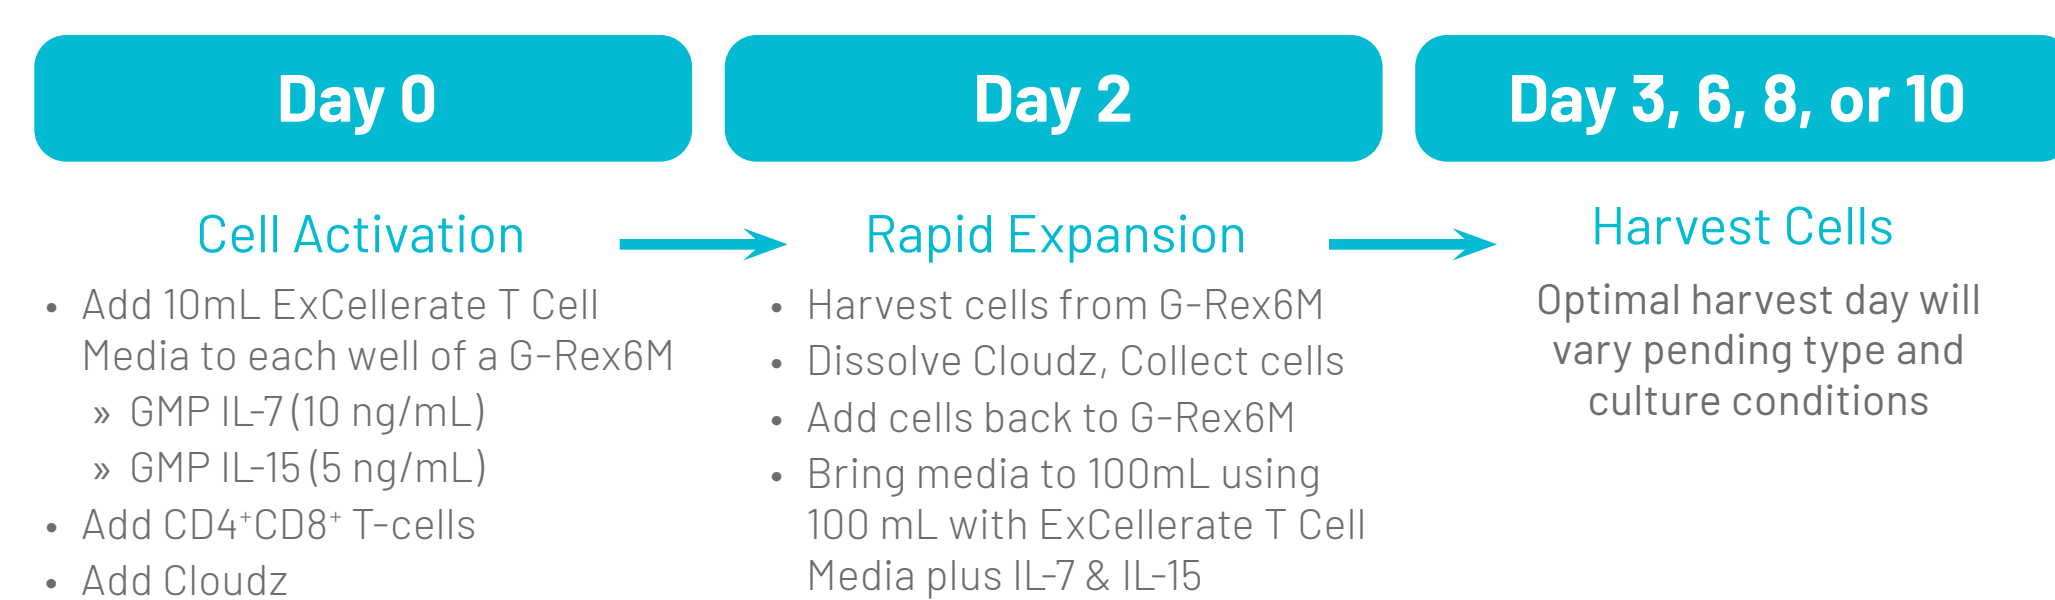 Day 0
Cell Activation
• Add 10mL ExCellerate T Cell
Media to each well of a G-Rex6M
» GMP IL-7 (10 ng/mL)
» GMP IL-15 (5 ng/mL)
• Add CD4⁺CD8⁺ T-cells
• Add Cloudz
Day 2
Rapid Expansion
• Harvest cells from G-Rex6M
• Dissolve Cloudz, Collect cells
• Add cells back to G-Rex6M
• Bring media to 100mL using
100 mL with ExCellerate T Cell
Media plus IL-7 & IL-15
Day 3, 6, 8, or 10
Harvest Cells
Optimal harvest day will
vary pending type and
culture conditions